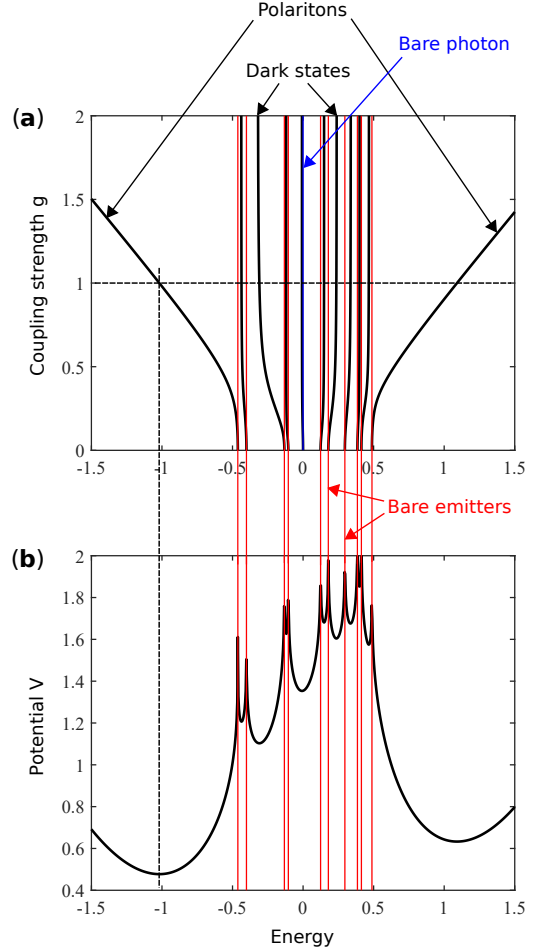 Polaritons
Bare photon
Dark states
(a)
2
1.5
1
0.5
0
Coupling strength g
-1.5 -1 -0.5 0 0.5 1 1.5
Bare emitters
(b)
2
1.8
1.6
1.4
1.2
1
0.8
0.6
0.4
Potential V
-1.5 -1 -0.5 0 0.5 1 1.5
Energy